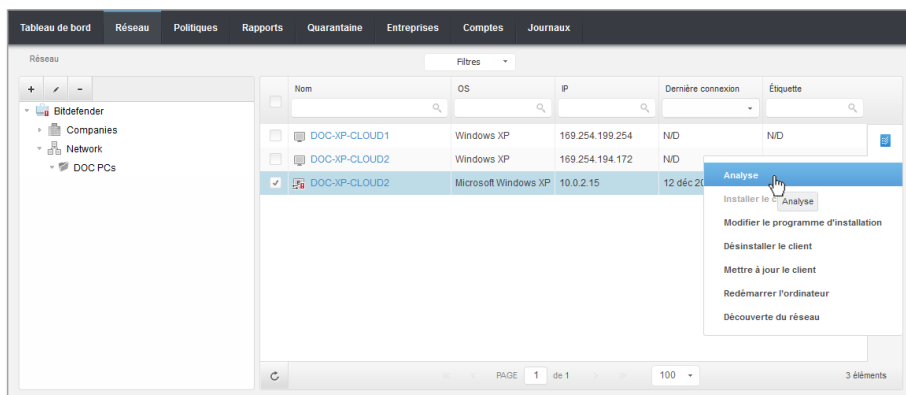 Tableau de bord Réseau Politiques Rapports Quarantaine Entreprises Comptes Journaux
Réseau
Filtres
Nom OS IP Dernière connexion Étiquette
Bitdefender
Companies
Network
DOC PCs
DOC-XP-CLOUD1 Windows XP 169.254.199.254 N/D N/D
DOC-XP-CLOUD2 Windows XP 169.254.194.172 N/D
DOC-XP-CLOUD2 Microsoft Windows XP 10.0.2.15 12 déc 20
Analyse
Installer le c
Analyse
Modifier le programme d'installation
Désinstaller le client
Mettre à jour le client
Redémarrer l'ordinateur
Découverte du réseau
PAGE 1 de 1 100 3 éléments